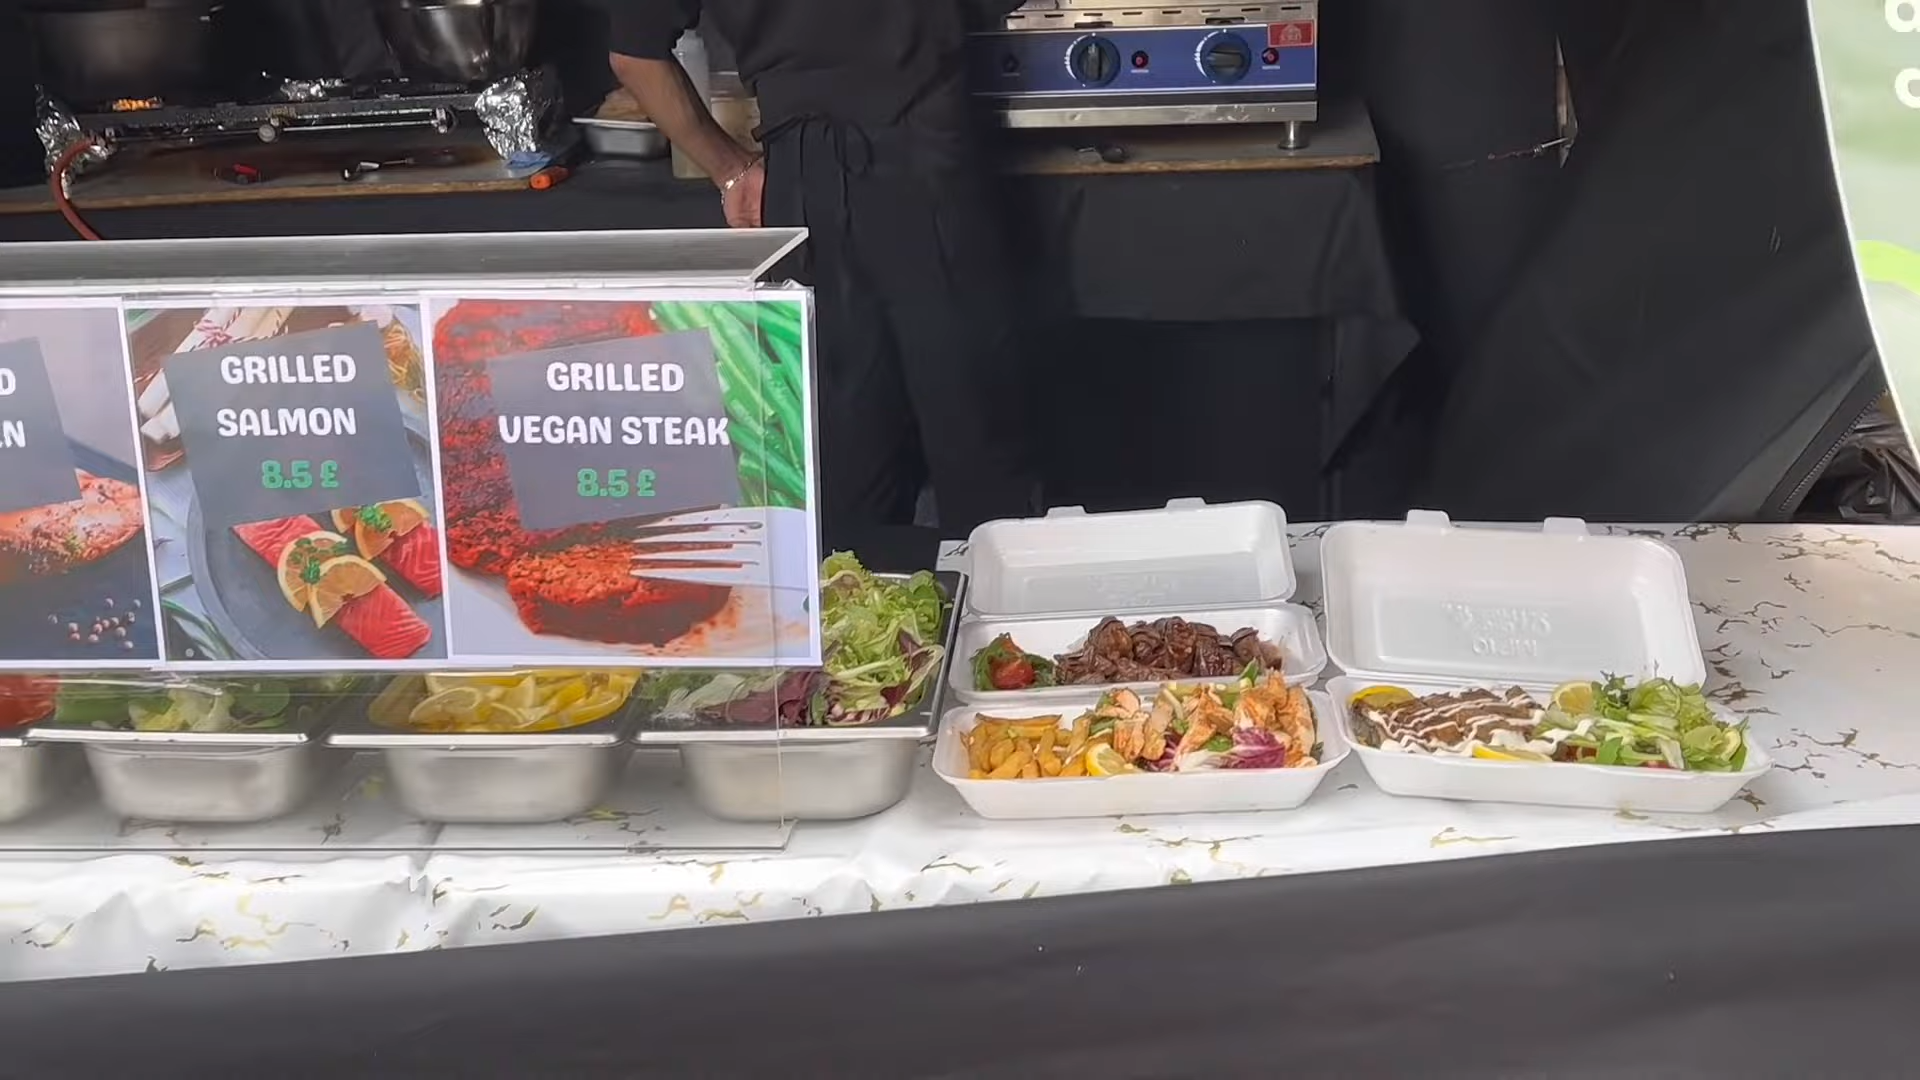 GRILLED
SALMON
8.5 £
GRILLED
VEGAN STEAK
8.5 £